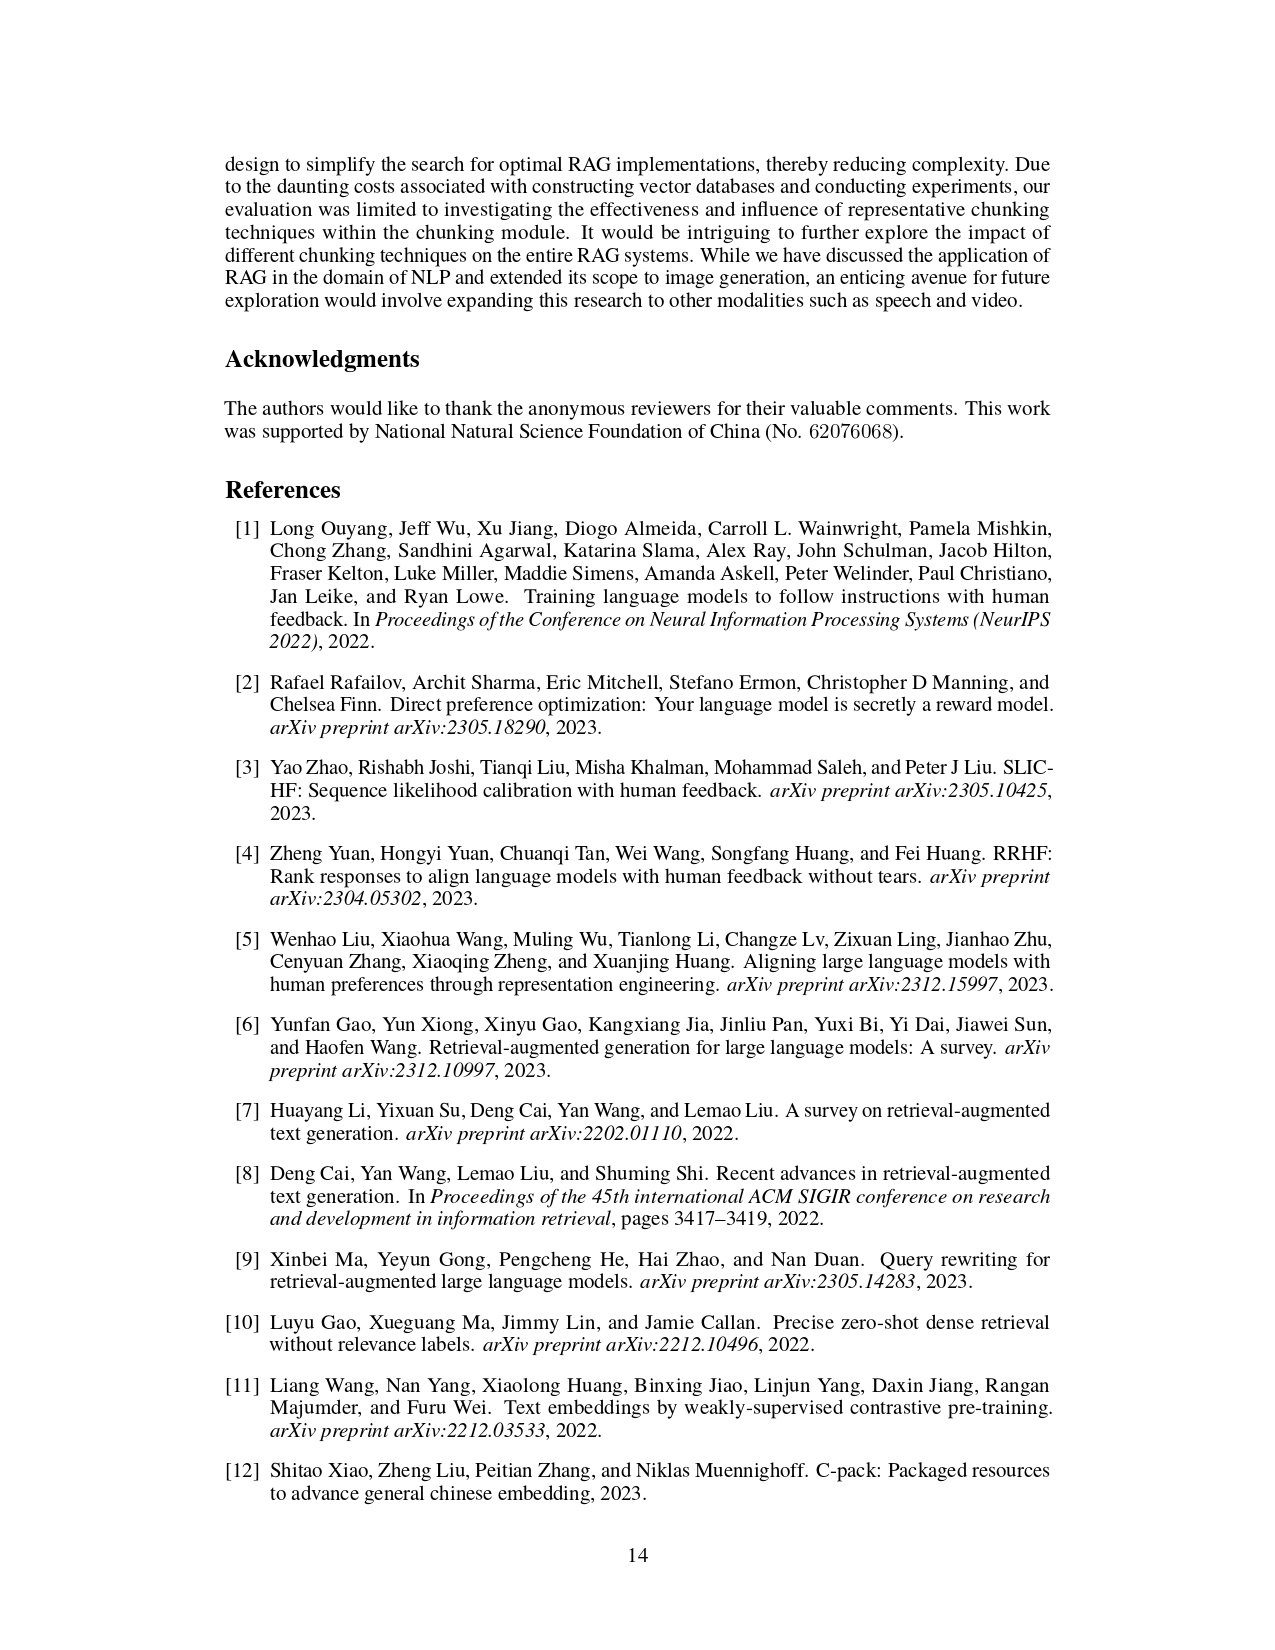 design to simplify the search for optimal RAG implementations, thereby reducing complexity. Due
to the daunting costs associated with constructing vector databases and conducting experiments, our
evaluation was limited to investigating the effectiveness and influence of representative chunking
techniques within the chunking module. It would be intriguing to further explore the impact of
different chunking techniques on the entire RAG systems. While we have discussed the application of
RAG in the domain of NLP and extended its scope to image generation, an enticing avenue for future
exploration would involve expanding this research to other modalities such as speech and video.
Acknowledgments
The authors would like to thank the anonymous reviewers for their valuable comments. This work
was supported by National Natural Science Foundation of China (No. 62076068).
References
[1] Long Ouyang, Jeff Wu, Xu Jiang, Diogo Almeida, Carroll L. Wainwright, Pamela Mishkin,
Chong Zhang, Sandhini Agarwal, Katarina Slama, Alex Ray, John Schulman, Jacob Hilton,
Fraser Kelton, Luke Miller, Maddie Simens, Amanda Askell, Peter Welinder, Paul Christiano,
Jan Leike, and Ryan Lowe. Training language models to follow instructions with human
feedback. In Proceedings of the Conference on Neural Information Processing Systems (NeurIPS
2022), 2022.
[2] Rafael Rafailov, Archit Sharma, Eric Mitchell, Stefano Ermon, Christopher D Manning, and
Chelsea Finn. Direct preference optimization: Your language model is secretly a reward model.
arXiv preprint arXiv:2305.18290, 2023.
[3] Yao Zhao, Rishabh Joshi, Tianqi Liu, Misha Khalman, Mohammad Saleh, and Peter J Liu. SLIC-
HF: Sequence likelihood calibration with human feedback. arXiv preprint arXiv:2305.10425,
2023.
[4] Zheng Yuan, Hongyi Yuan, Chuanqi Tan, Wei Wang, Songfang Huang, and Fei Huang. RRHF:
Rank responses to align language models with human feedback without tears. arXiv preprint
arXiv:2304.05302, 2023.
[5] Wenhao Liu, Xiaohua Wang, Muling Wu, Tianlong Li, Changze Lv, Zixuan Ling, Jianhao Zhu,
Cenyuan Zhang, Xiaoqing Zheng, and Xuanjing Huang. Aligning large language models with
human preferences through representation engineering. arXiv preprint arXiv:2312.15997, 2023.
[6] Yunfan Gao, Yun Xiong, Xinyu Gao, Kangxiang Jia, Jinliu Pan, Yuxi Bi, Yi Dai, Jiawei Sun,
and Haofen Wang. Retrieval-augmented generation for large language models: A survey. arXiv
preprint arXiv:2312.10997, 2023.
[7] Huayang Li, Yixuan Su, Deng Cai, Yan Wang, and Lemao Liu. A survey on retrieval-augmented
text generation. arXiv preprint arXiv:2202.01110, 2022.
[8] Deng Cai, Yan Wang, Lemao Liu, and Shuming Shi. Recent advances in retrieval-augmented
text generation. In Proceedings of the 45th international ACM SIGIR conference on research
and development in information retrieval, pages 3417–3419, 2022.
[9] Xinbei Ma, Yeyun Gong, Pengcheng He, Hai Zhao, and Nan Duan. Query rewriting for
retrieval-augmented large language models. arXiv preprint arXiv:2305.14283, 2023.
[10] Luyu Gao, Xueguang Ma, Jimmy Lin, and Jamie Callan. Precise zero-shot dense retrieval
without relevance labels. arXiv preprint arXiv:2212.10496, 2022.
[11] Liang Wang, Nan Yang, Xiaolong Huang, Binxing Jiao, Linjun Yang, Daxin Jiang, Rangan
Majumder, and Furu Wei. Text embeddings by weakly-supervised contrastive pre-training.
arXiv preprint arXiv:2212.03533, 2022.
[12] Shitao Xiao, Zheng Liu, Peitian Zhang, and Niklas Muennighoff. C-pack: Packaged resources
to advance general chinese embedding, 2023.
14